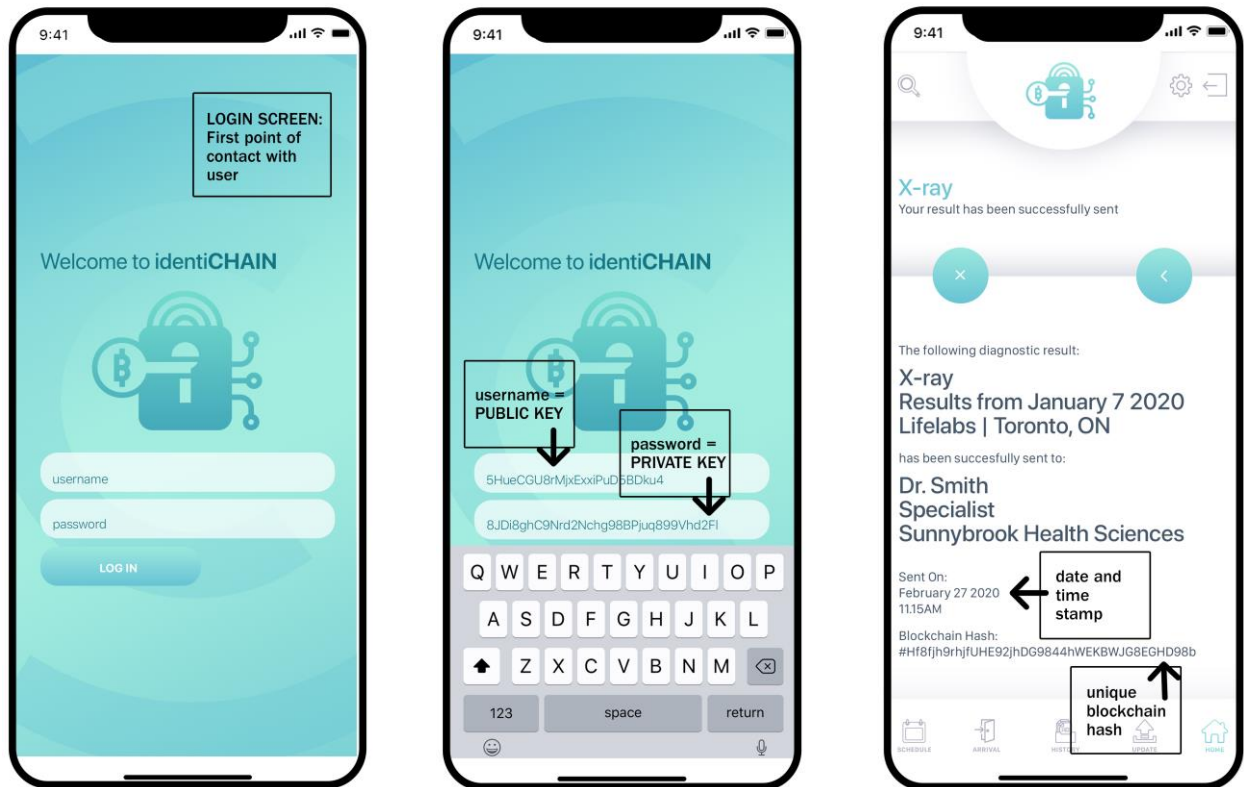 9:41
LOGIN SCREEN:
First point of
contact with
user
Welcome to identiCHAIN
username
password
LOG IN
9:41
Welcome to identiCHAIN
username =
PUBLIC KEY
password =
PRIVATE KEY
5HueCGU8rMjxExxiPuD5BDku4
8JDi8ghC9Nrd2Nchg98BPjuq899Vhd2Fl
Q W E R T Y U I O P
A S D F G H J K L
Z X C V B N M
123 space return
9:41
X-ray
Your result has been successfully sent
The following diagnostic result:
X-ray
Results from January 7 2020
Lifelabs | Toronto, ON
has been succesfully sent to:
Dr. Smith
Specialist
Sunnybrook Health Sciences
Sent On:
February 27 2020
11.15AM
date and
time
stamp
Blockchain Hash:
#Hf8fjh9rhjfUHE92jhDG9844hWEKBWJG8EGHD98b
unique
blockchain
hash
SCHEDULE ARRIVAL HISTORY UPDATE HOME